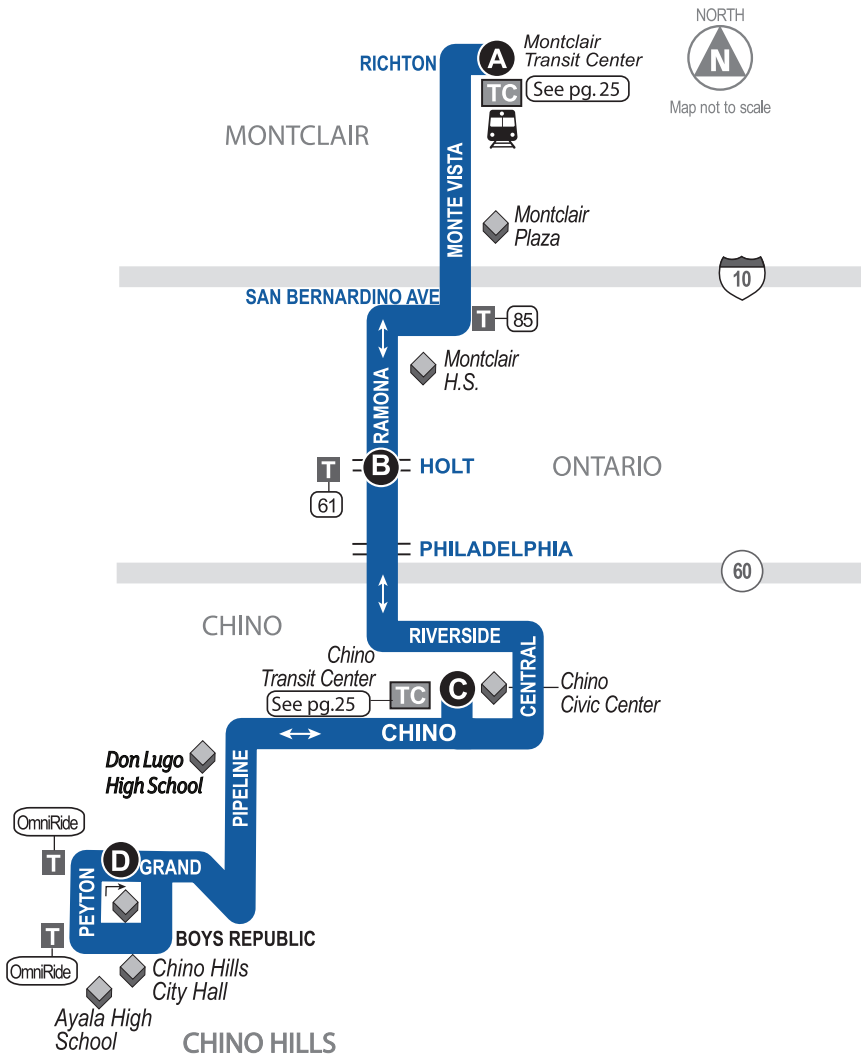 NORTH
N
Map not to scale
Montclair
Transit Center
RICHTON
A
TC
See pg. 25
MONTCLAIR
MONTE VISTA
Montclair
Plaza
10
SAN BERNARDINO AVE
T
85
Montclair
H.S.
RAMONA
B
HOLT
ONTARIO
T
61
PHILADELPHIA
60
CHINO
RIVERSIDE
CENTRAL
Chino
Transit Center
See pg.25
TC
C
Chino
Civic Center
CHINO
Don Lugo
High School
PIPELINE
OmniRide
T
D
GRAND
PEYTON
T
OmniRide
BOYS REPUBLIC
Chino Hills
City Hall
Ayala High
School
CHINO HILLS